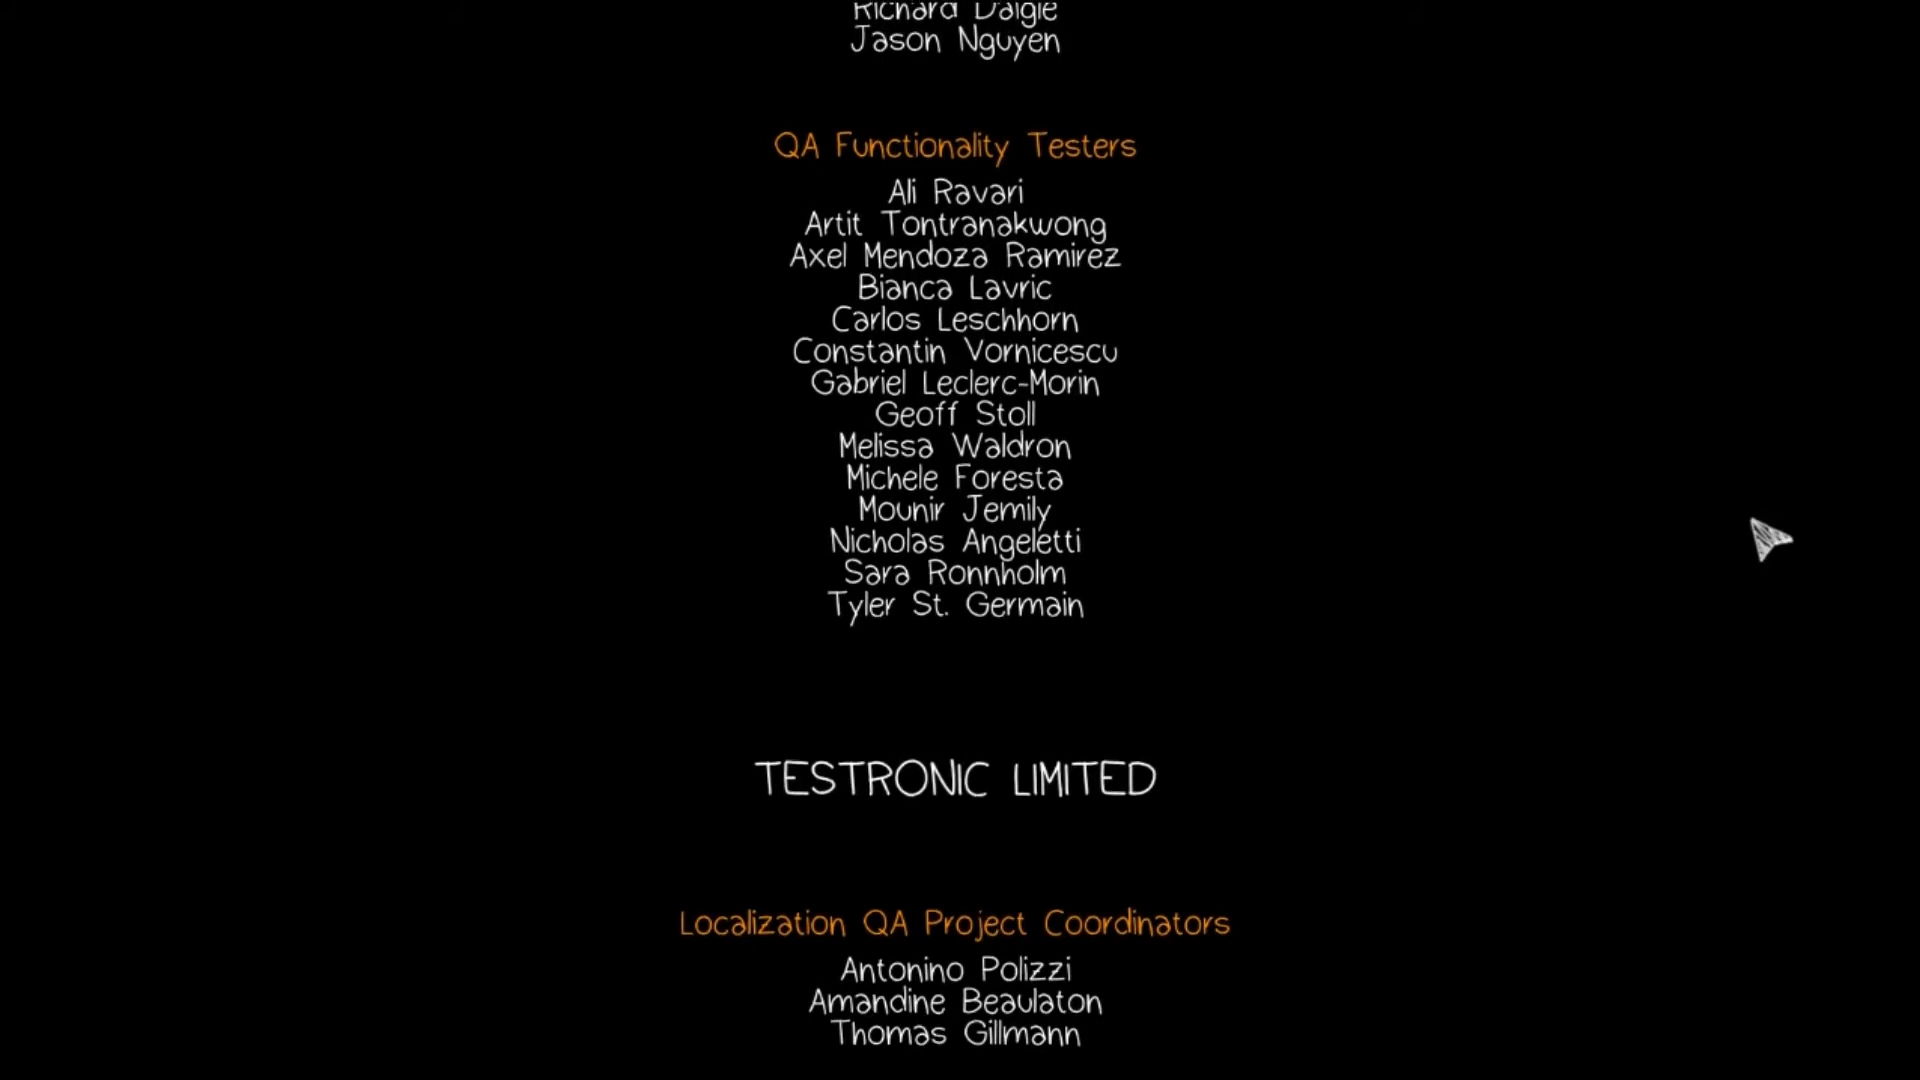 Richard Daigle
Jason Nguyen
QA Functionality Testers
Ali Ravari
Artit Tontranakwong
Axel Mendoza Ramirez
Bianca Lavric
Carlos Leschhorn
Constantin Vornicescu
Gabriel Leclerc-Morin
Geoff Stoll
Melissa Waldron
Michele Foresta
Mounir Jemily
Nicholas Angeletti
Sara Ronnholm
Tyler St. Germain
TESTRONIC LIMITED
Localization QA Project Coordinators
Antonino Polizzi
Amandine Beaulaton
Thomas Gillmann